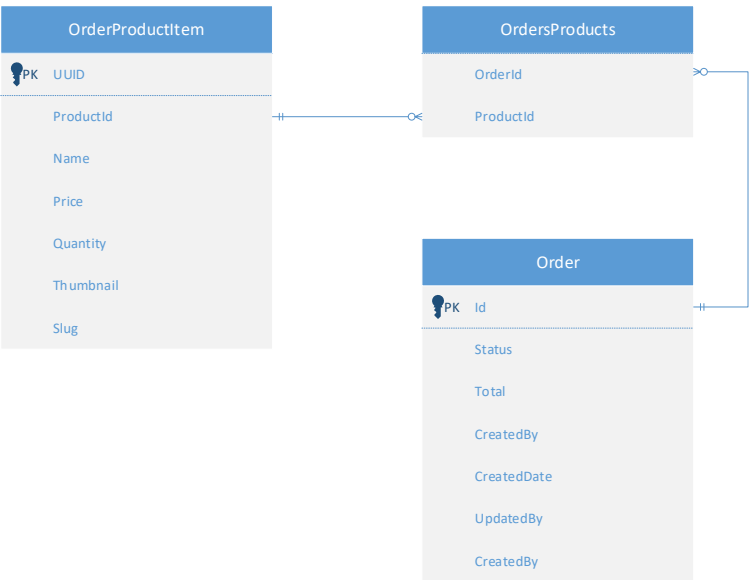 OrderProductItem
PK UUID
ProductId
Name
Price
Quantity
Thumbnail
Slug
OrdersProducts
OrderId
ProductId
Order
PK Id
Status
Total
CreatedBy
CreatedDate
UpdatedBy
CreatedBy